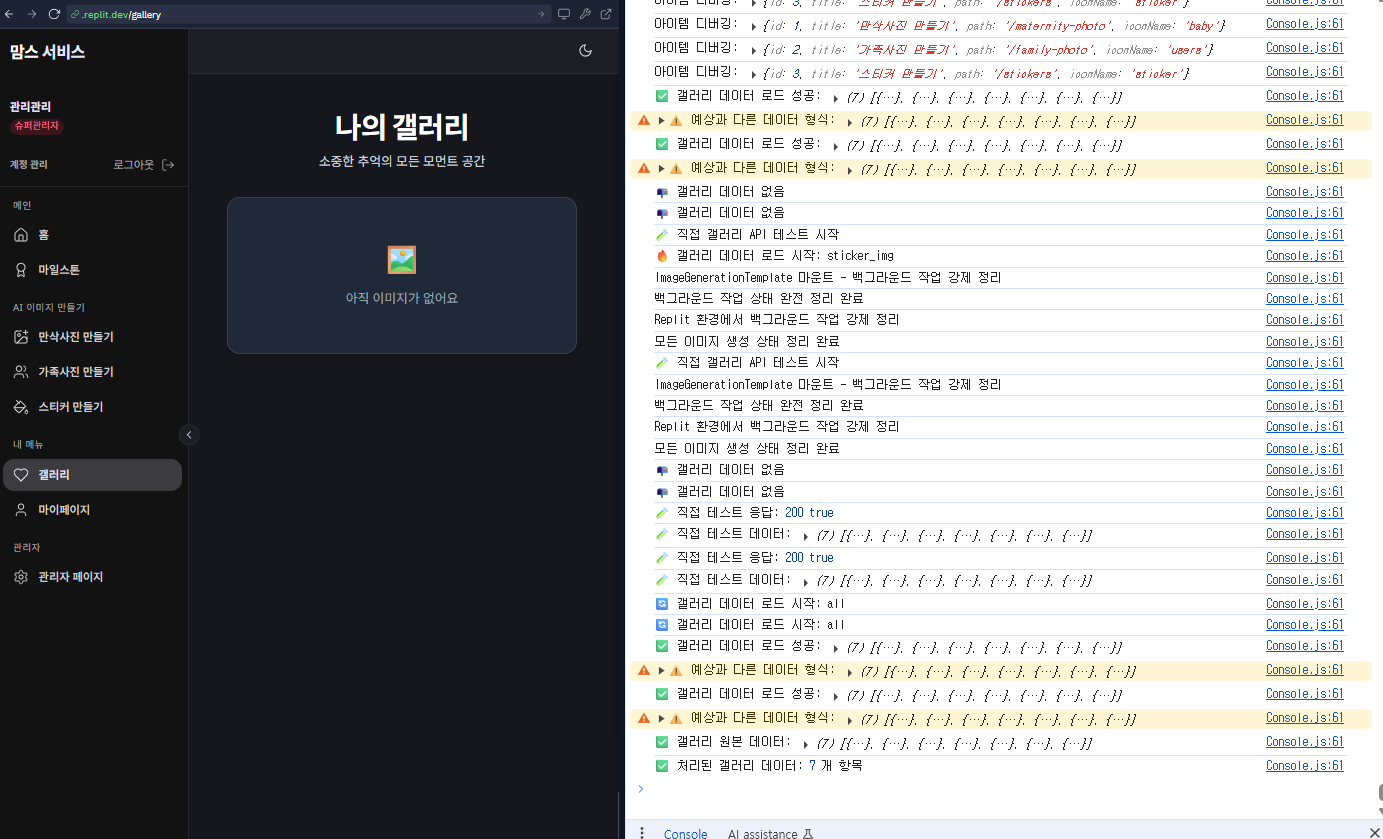 .replit.dev/gallery
맘스 서비스
관리관리
슈퍼관리자
계정 관리
로그아웃
메인
홈
마일스톤
AI 이미지 만들기
만삭사진 만들기
가족사진 만들기
스티커 만들기
내 메뉴
갤러리
마이페이지
관리자
관리자 페이지
나의 갤러리
소중한 추억의 모든 모먼트 공간
아직 이미지가 없어요
아이템 디버깅: ▶ {id: 3, title: '스티커 만들기', path: '/stickers', iconName: 'sticker'} Console.js:61
아이템 디버깅: ▶ {id: 1, title: '만삭사진 만들기', path: '/maternity-photo', iconName: 'baby'} Console.js:61
아이템 디버깅: ▶ {id: 2, title: '가족사진 만들기', path: '/family-photo', iconName: 'users'} Console.js:61
아이템 디버깅: ▶ {id: 3, title: '스티커 만들기', path: '/stickers', iconName: 'sticker'} Console.js:61
✅ 갤러리 데이터 로드 성공: ▶ (7) [{…}, {…}, {…}, {…}, {…}, {…}, {…}] Console.js:61
▶ ⚠️ 예상과 다른 데이터 형식: ▶ (7) [{…}, {…}, {…}, {…}, {…}, {…}, {…}] Console.js:61
✅ 갤러리 데이터 로드 성공: ▶ (7) [{…}, {…}, {…}, {…}, {…}, {…}, {…}] Console.js:61
▶ ⚠️ 예상과 다른 데이터 형식: ▶ (7) [{…}, {…}, {…}, {…}, {…}, {…}, {…}] Console.js:61
📭 갤러리 데이터 없음 Console.js:61
📭 갤러리 데이터 없음 Console.js:61
🧪 직접 갤러리 API 테스트 시작 Console.js:61
🔥 갤러리 데이터 로드 시작: sticker_img Console.js:61
ImageGenerationTemplate 마운트 - 백그라운드 작업 강제 정리 Console.js:61
백그라운드 작업 상태 완전 정리 완료 Console.js:61
Replit 환경에서 백그라운드 작업 강제 정리 Console.js:61
모든 이미지 생성 상태 정리 완료 Console.js:61
🧪 직접 갤러리 API 테스트 시작 Console.js:61
ImageGenerationTemplate 마운트 - 백그라운드 작업 강제 정리 Console.js:61
백그라운드 작업 상태 완전 정리 완료 Console.js:61
Replit 환경에서 백그라운드 작업 강제 정리 Console.js:61
모든 이미지 생성 상태 정리 완료 Console.js:61
📭 갤러리 데이터 없음 Console.js:61
📭 갤러리 데이터 없음 Console.js:61
🧪 직접 테스트 응답: 200 true Console.js:61
🧪 직접 테스트 데이터: ▶ (7) [{…}, {…}, {…}, {…}, {…}, {…}, {…}] Console.js:61
🧪 직접 테스트 응답: 200 true Console.js:61
🧪 직접 테스트 데이터: ▶ (7) [{…}, {…}, {…}, {…}, {…}, {…}, {…}] Console.js:61
🔄 갤러리 데이터 로드 시작: all Console.js:61
🔄 갤러리 데이터 로드 시작: all Console.js:61
✅ 갤러리 데이터 로드 성공: ▶ (7) [{…}, {…}, {…}, {…}, {…}, {…}, {…}] Console.js:61
▶ ⚠️ 예상과 다른 데이터 형식: ▶ (7) [{…}, {…}, {…}, {…}, {…}, {…}, {…}] Console.js:61
✅ 갤러리 데이터 로드 성공: ▶ (7) [{…}, {…}, {…}, {…}, {…}, {…}, {…}] Console.js:61
▶ ⚠️ 예상과 다른 데이터 형식: ▶ (7) [{…}, {…}, {…}, {…}, {…}, {…}, {…}] Console.js:61
✅ 갤러리 원본 데이터: ▶ (7) [{…}, {…}, {…}, {…}, {…}, {…}, {…}] Console.js:61
✅ 처리된 갤러리 데이터: 7 개 항목 Console.js:61
Console AI assistance